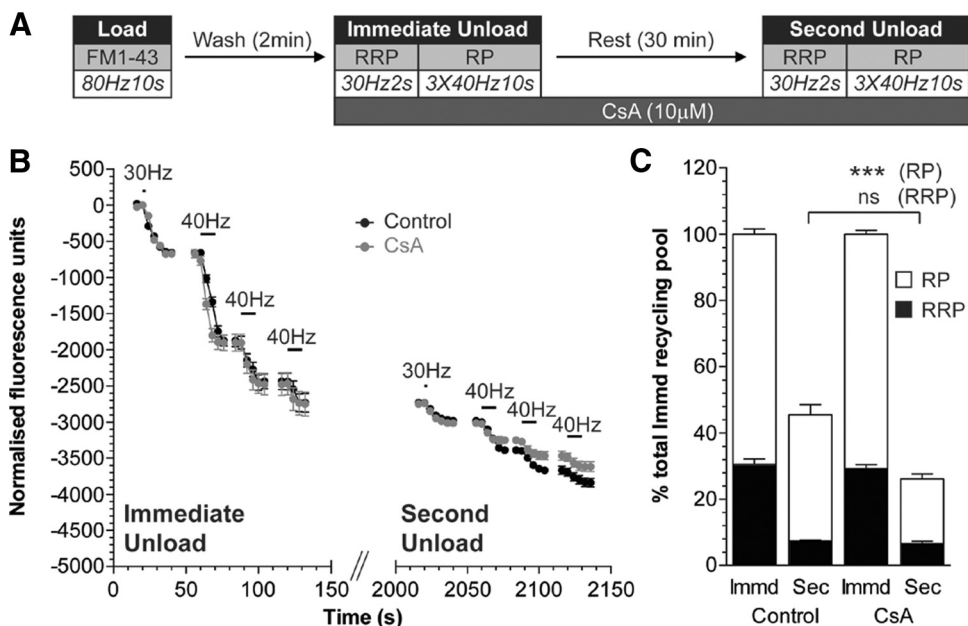 A
Load
FM1-43
80Hz10s
Wash (2min)
Immediate Unload
RRP RP
30Hz2s 3X40Hz10s
Rest (30 min)
Second Unload
RRP RP
30Hz2s 3X40Hz10s
CsA (10μM)
B
Normalised fluorescence units
500
0
-500
-1000
-1500
-2000
-2500
-3000
-3500
-4000
-4500
-5000
30Hz
40Hz
40Hz
40Hz
Control
CsA
30Hz
40Hz
40Hz
40Hz
Immediate
Unload
Second
Unload
0 50 100 150 2000 2050 2100 2150
Time (s)
C
% total Immd recycling pool
120
100
80
60
40
20
0
*** (RP)
ns (RRP)
RP
RRP
Immd Sec Immd Sec
Control CsA